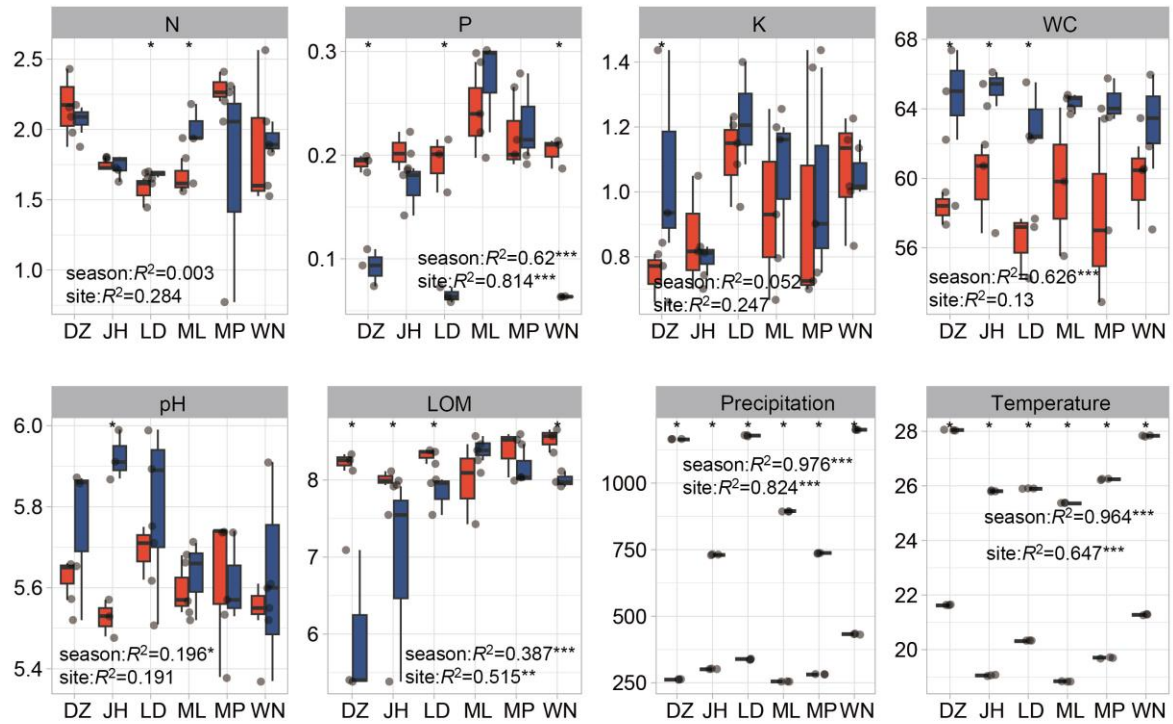 N
P
K
WC
2.5
2.0
1.5
1.0
0.3
0.2
0.1
1.4
1.2
1.0
0.8
68
64
60
56
* *
* * *
*
* * *
season:R²=0.003
site:R²=0.284
season:R²=0.62***
site:R²=0.814***
season:R²=0.052
site:R²=0.247
season:R²=0.626***
site:R²=0.13
DZ JH LD ML MP WN
DZ JH LD ML MP WN
DZ JH LD ML MP WN
DZ JH LD ML MP WN
pH
LOM
Precipitation
Temperature
6.0
5.8
5.6
5.4
8
7
6
1000
750
500
250
28
26
24
22
20
*
* * * *
* * * * * *
* * * * * *
season:R²=0.196*
site:R²=0.191
season:R²=0.387***
site:R²=0.515**
season:R²=0.976***
site:R²=0.824***
season:R²=0.964***
site:R²=0.647***
DZ JH LD ML MP WN
DZ JH LD ML MP WN
DZ JH LD ML MP WN
DZ JH LD ML MP WN